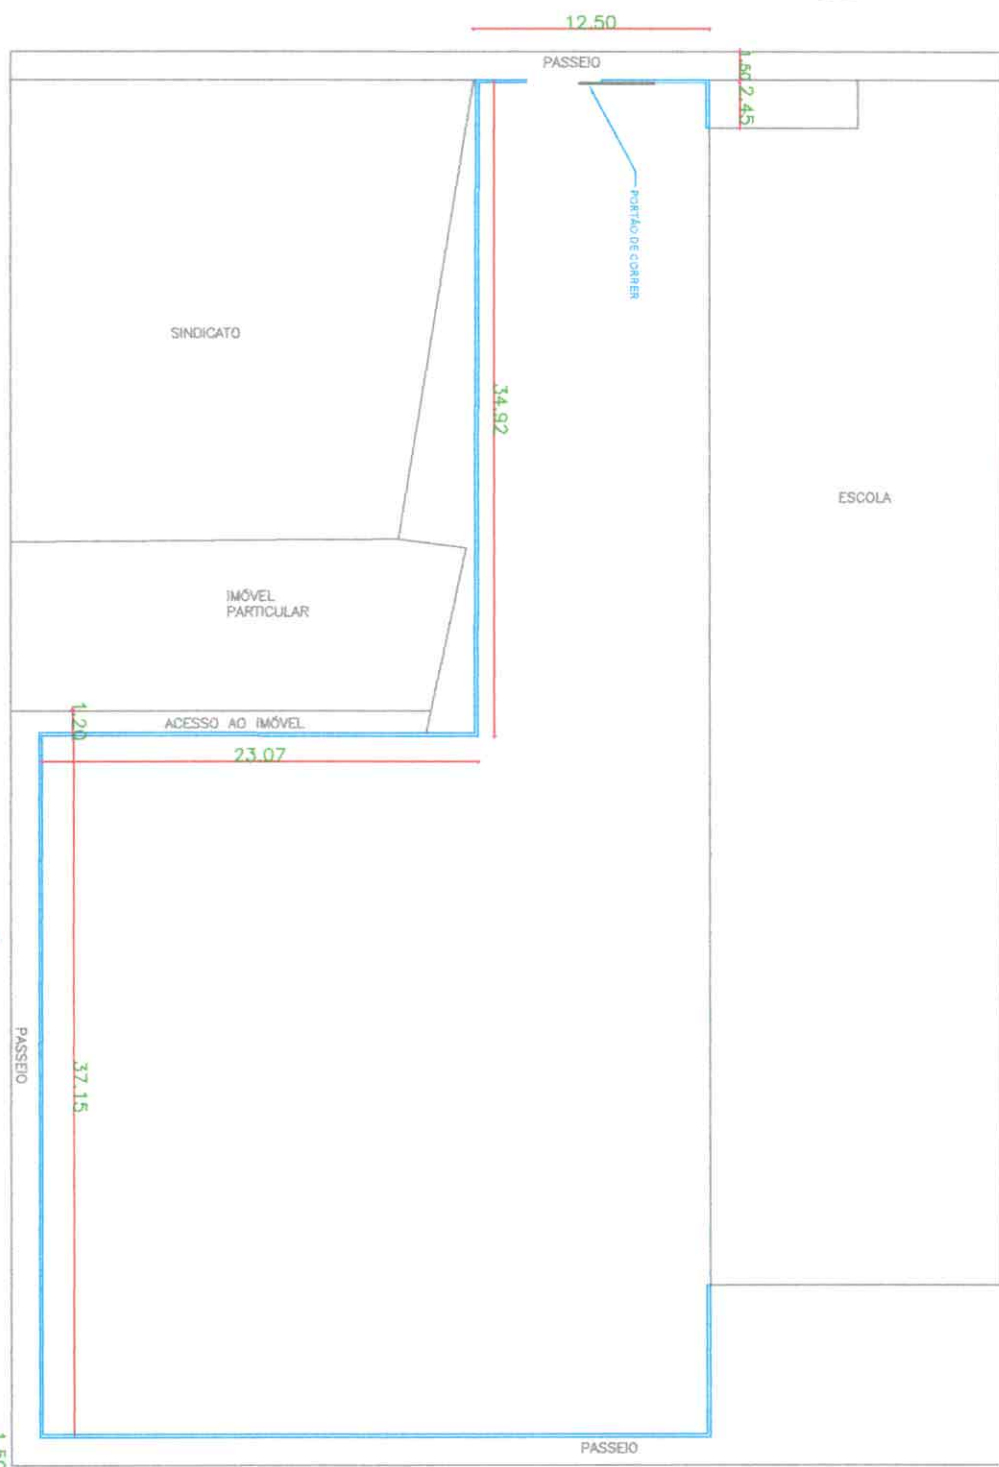 12.50
PASSEIO
1.50
2.45
PORTÃO DE CORRER
SINDICATO
34.92
ESCOLA
IMÓVEL
PARTICULAR
1.20
ACESSO AO IMÓVEL
23.07
PASSEIO
37.15
PASSEIO